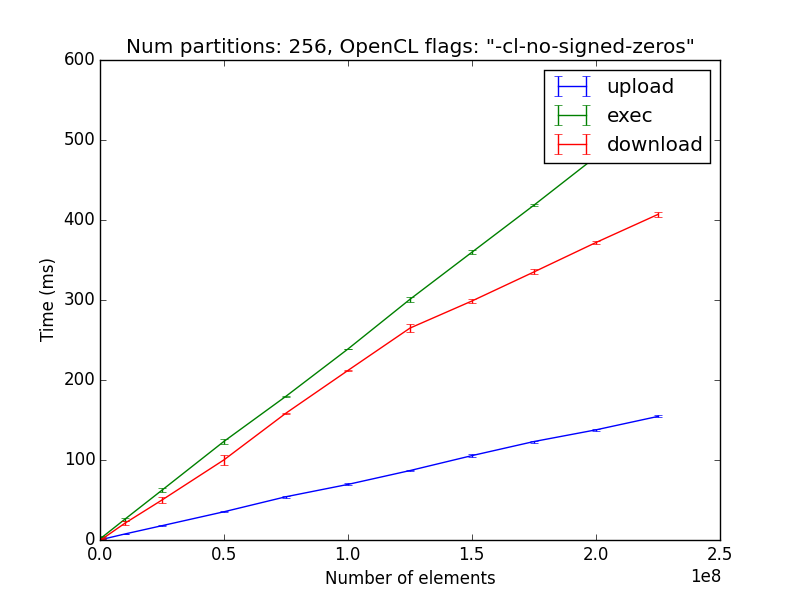 Num partitions: 256, OpenCL flags: "-cl-no-signed-zeros"
600
500
400
300
200
100
0
Time (ms)
upload
exec
download
0.0 0.5 1.0 1.5 2.0 2.5
1e8
Number of elements